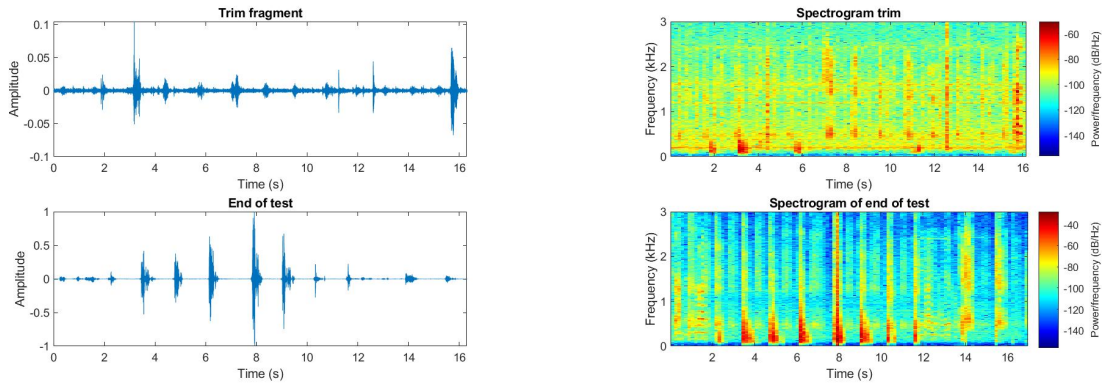 Trim fragment
0.1
0.05
0
-0.05
-0.1
Amplitude
0 2 4 6 8 10 12 14 16
Time (s)
Spectrogram trim
3
2
1
0
Frequency (kHz)
2 4 6 8 10 12 14 16
Time (s)
-60
-80
-100
-120
-140
Power/frequency (dB/Hz)
End of test
1
0.5
0
-0.5
-1
Amplitude
0 2 4 6 8 10 12 14 16
Time (s)
Spectrogram of end of test
3
2
1
0
Frequency (kHz)
2 4 6 8 10 12 14 16
Time (s)
-40
-60
-80
-100
-120
-140
Power/frequency (dB/Hz)